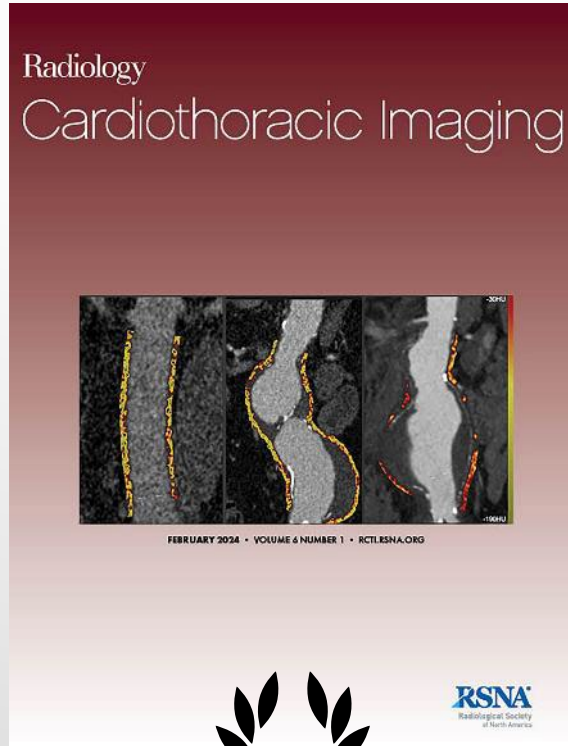 Radiology
Cardiothoracic Imaging
-30HU
-190HU
FEBRUARY 2024 • VOLUME 6 NUMBER 1 • RCTI.RSNA.ORG
RSNA®
Radiological Society
of North America